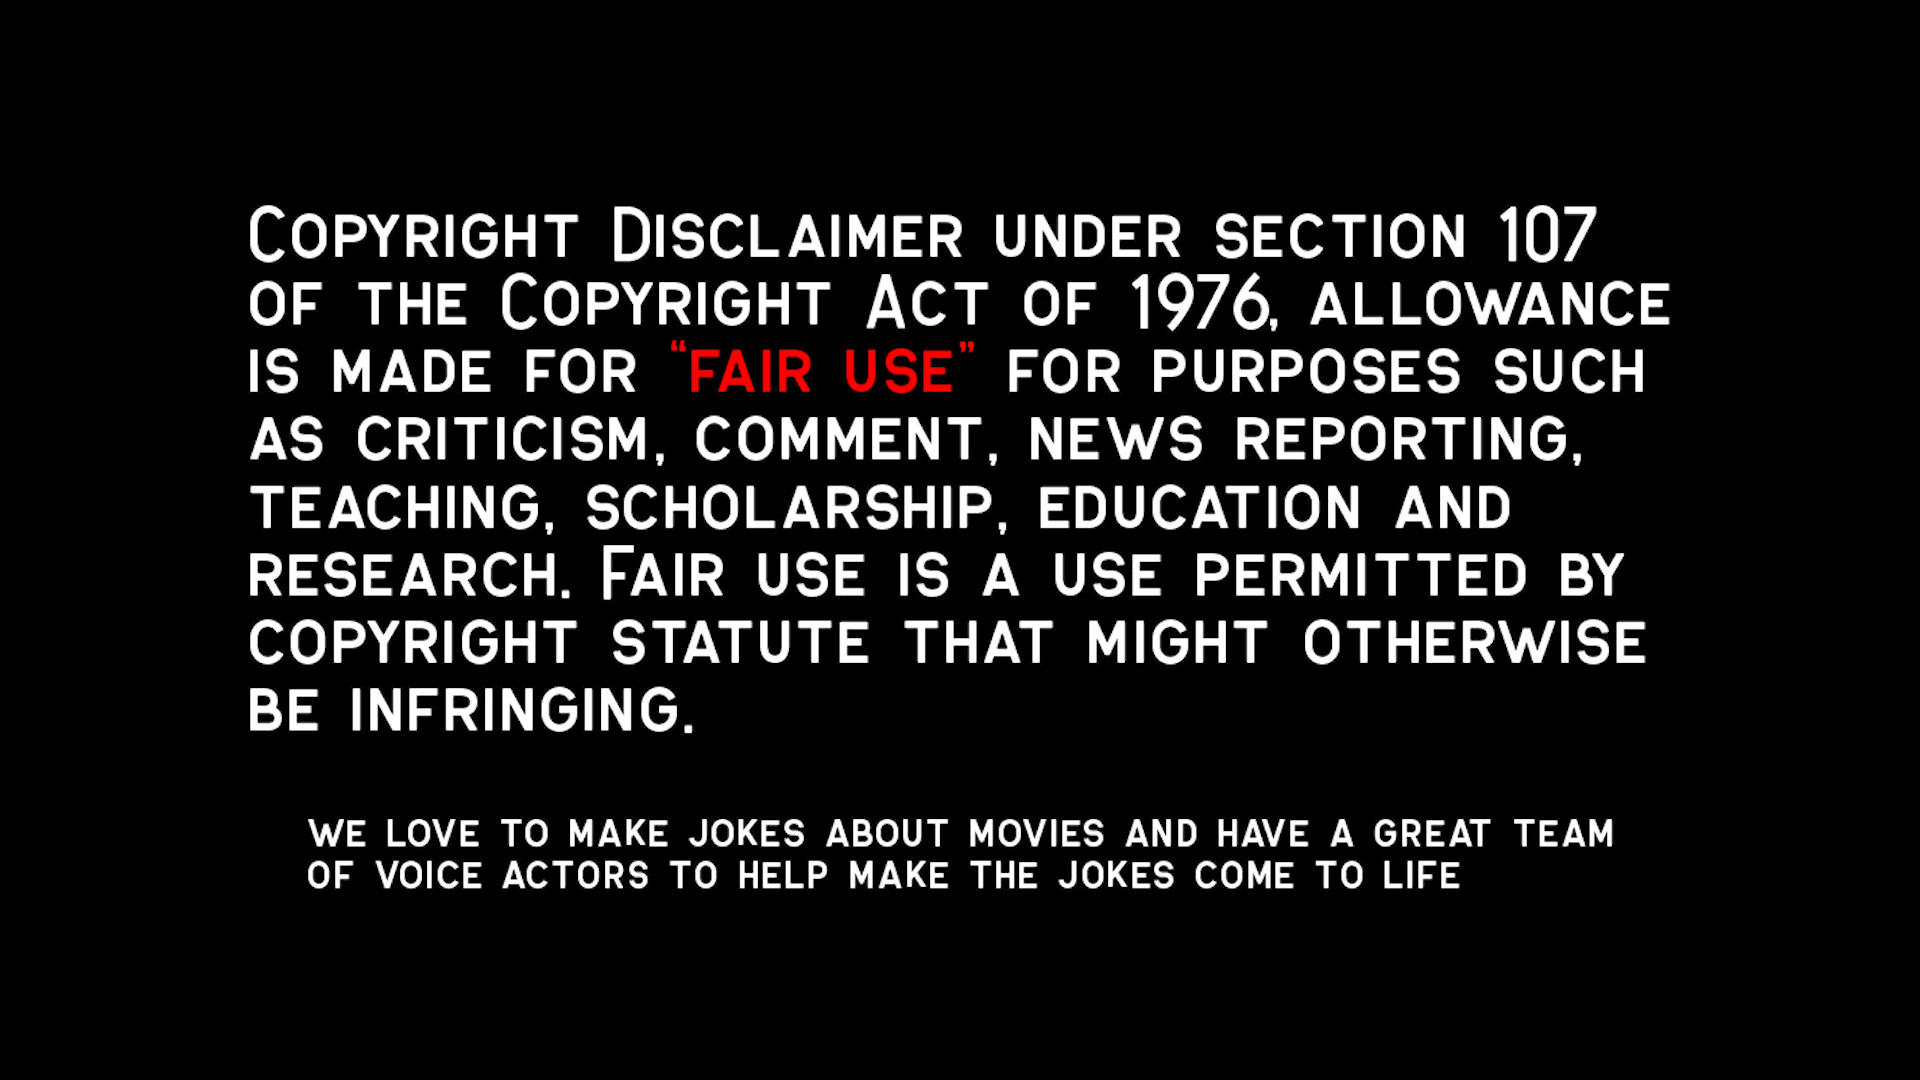 Copyright Disclaimer under section 107
of the Copyright Act of 1976, allowance
is made for “fair use” for purposes such
as criticism, comment, news reporting,
teaching, scholarship, education and
research. Fair use is a use permitted by
copyright statute that might otherwise
be infringing.
we love to make jokes about movies and have a great team
of voice actors to help make the jokes come to life